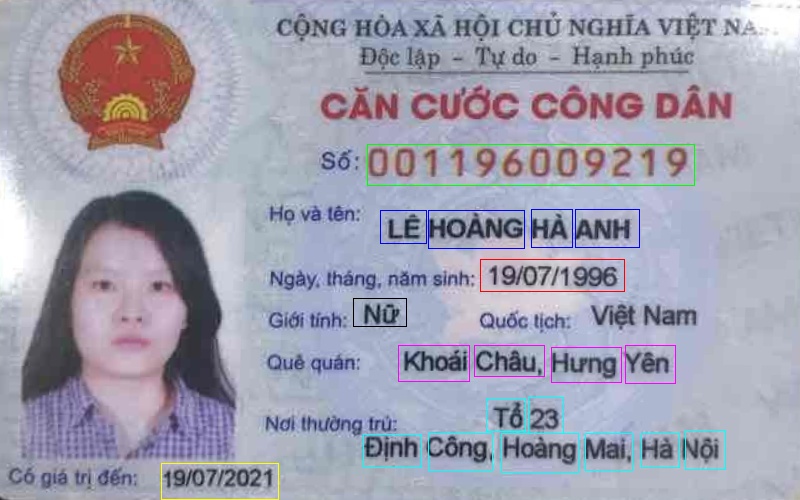 CỘNG HÒA XÃ HỘI CHỦ NGHĨA VIỆT NAM
Độc lập - Tự do - Hạnh phúc
CĂN CƯỚC CÔNG DÂN
Số: 001196009219
Họ và tên: LÊ HOÀNG HÀ ANH
Ngày, tháng, năm sinh: 19/07/1996
Giới tính: Nữ Quốc tịch: Việt Nam
Quê quán: Khoái Châu, Hưng Yên
Nơi thường trú: Tổ 23
Định Công, Hoàng Mai, Hà Nội
Có giá trị đến: 19/07/2021